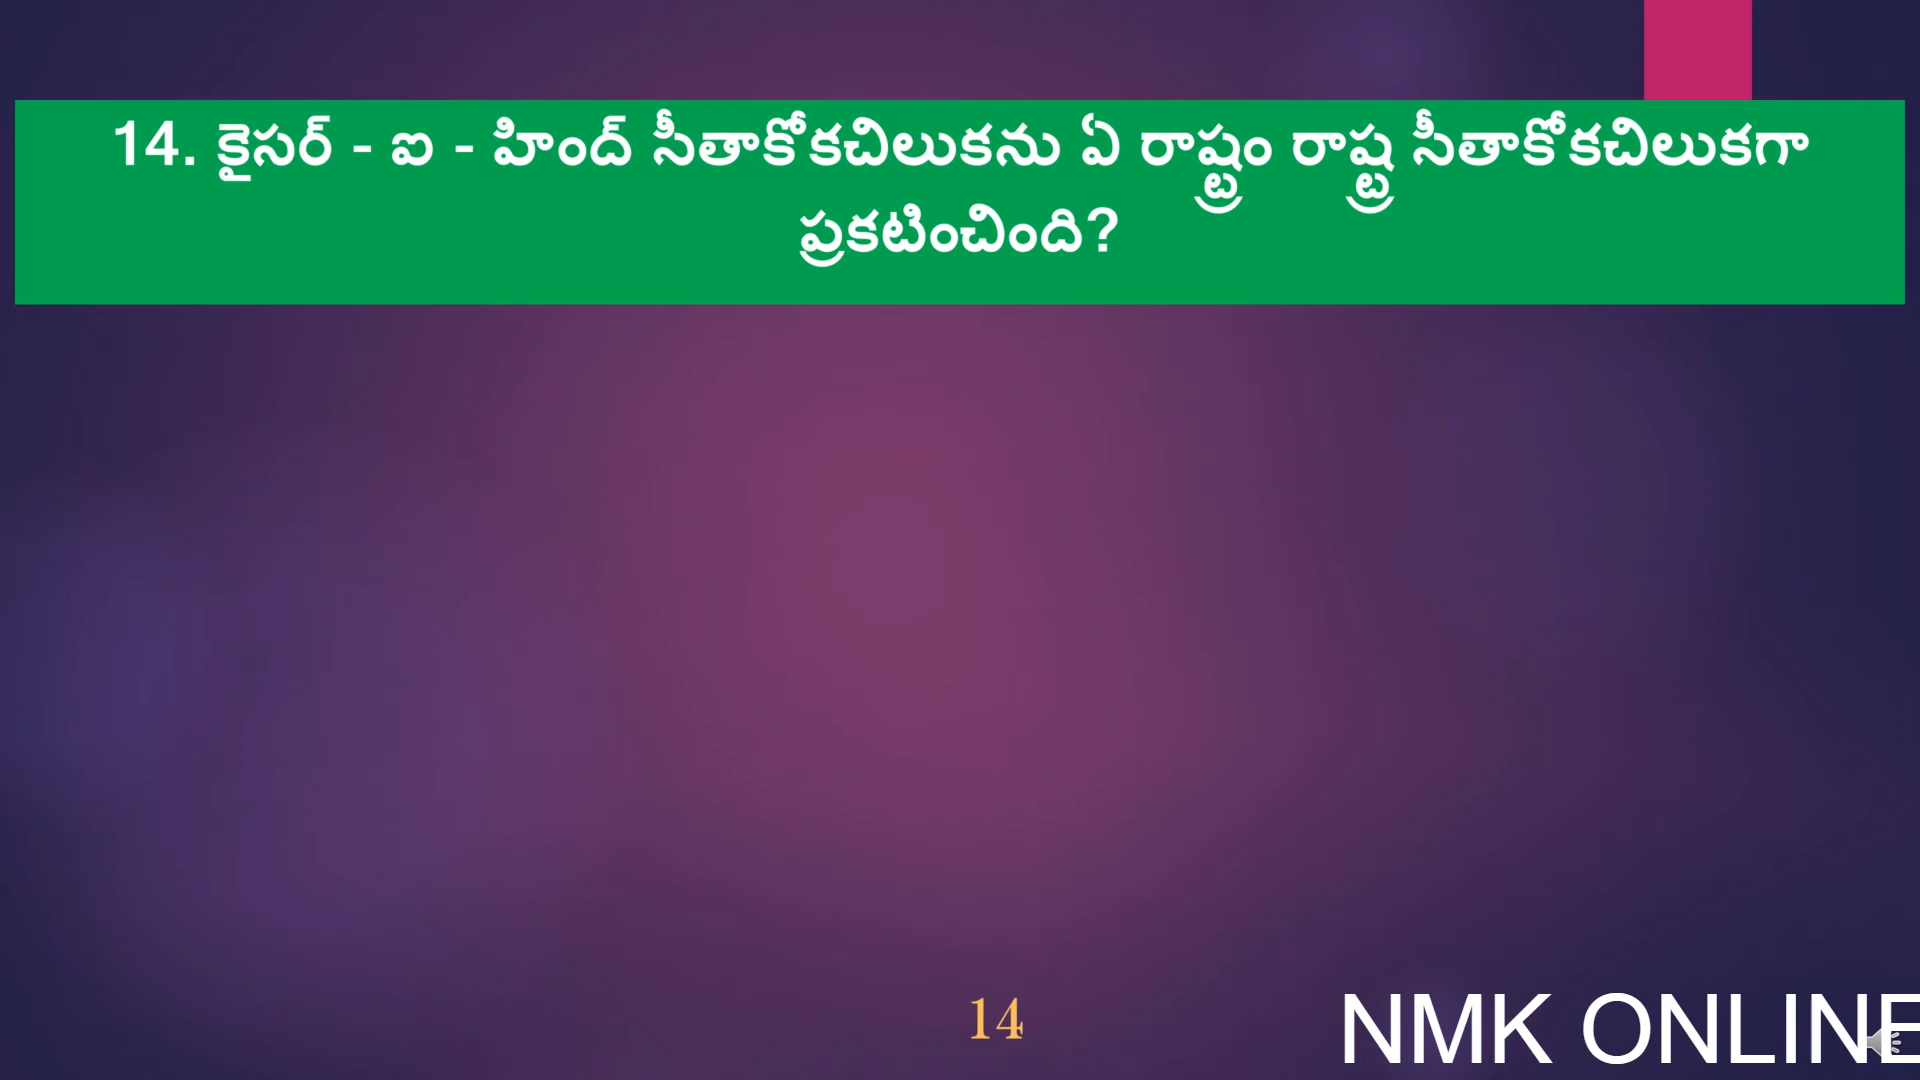 14. కైసర్ - ఐ - హింద్ సీతాకోకచిలుకను ఏ రాష్ట్రం రాష్ట్ర సీతాకోకచిలుకగా
ప్రకటించింది?
14
NMK ONLINE